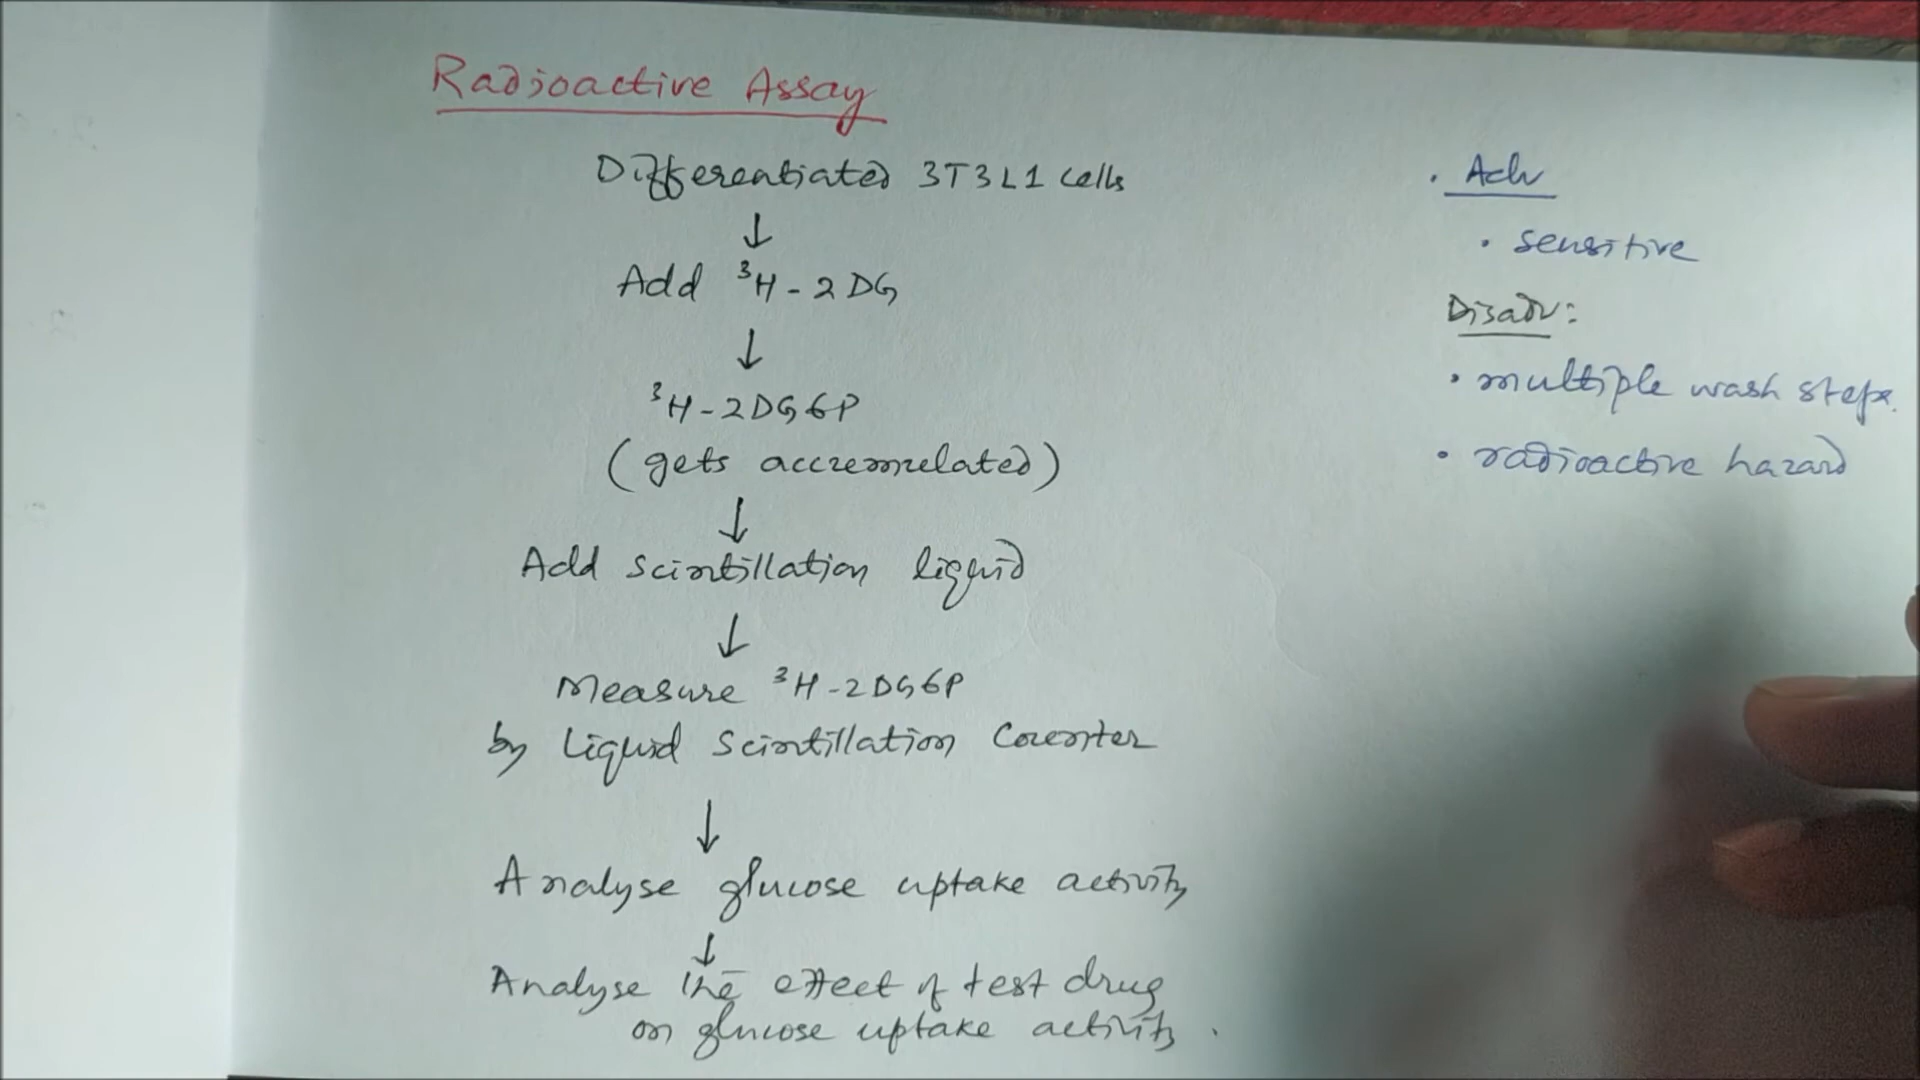 Radioactive Assay
Differentiated 3T3L1 cells
↓
Add ³H-2DG
↓
³H-2DG6P
(gets accumulated)
↓
Add scintillation liquid
↓
Measure ³H-2DG6P
by Liquid Scintillation Counter
↓
Analyse glucose uptake activity
↓
Analyse the effect of test drug
on glucose uptake activity.
· Adv
· sensitive
Disadv:
· multiple wash steps.
· radioactive hazard